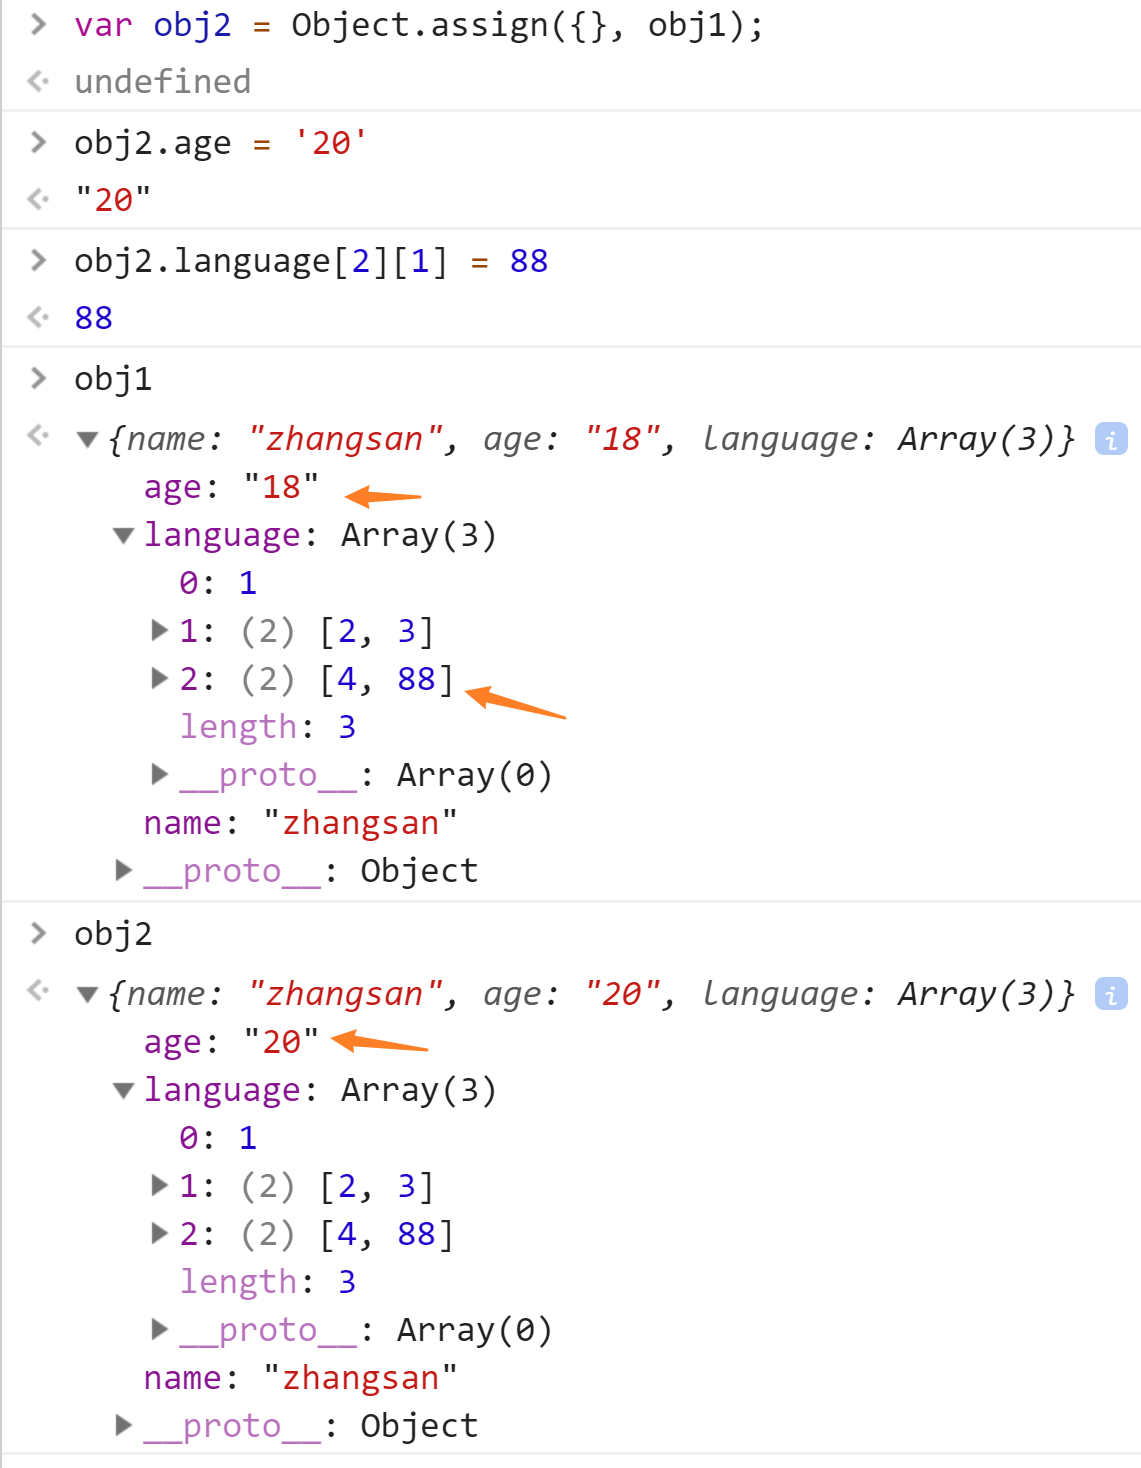 var obj2 = Object.assign({}, obj1);
undefined
obj2.age = '20'
"20"
obj2.language[2][1] = 88
88
obj1
{name: "zhangsan", age: "18", language: Array(3)} i
age: "18"
language: Array(3)
0: 1
1: (2) [2, 3]
2: (2) [4, 88]
length: 3
__proto__: Array(0)
name: "zhangsan"
__proto__: Object
obj2
{name: "zhangsan", age: "20", language: Array(3)} i
age: "20"
language: Array(3)
0: 1
1: (2) [2, 3]
2: (2) [4, 88]
length: 3
__proto__: Array(0)
name: "zhangsan"
__proto__: Object